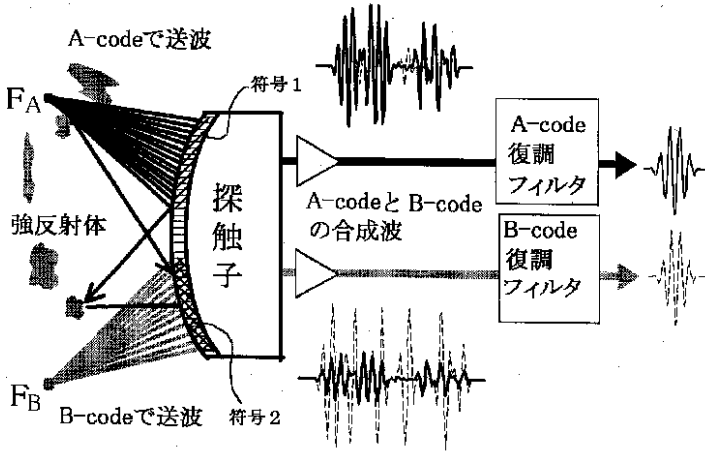 A-codeで送波
FA
符号1
強反射体
探触子
A-codeとB-code
の合成波
A-code
復調
フィルタ
B-code
復調
フィルタ
FB
B-codeで送波
符号2